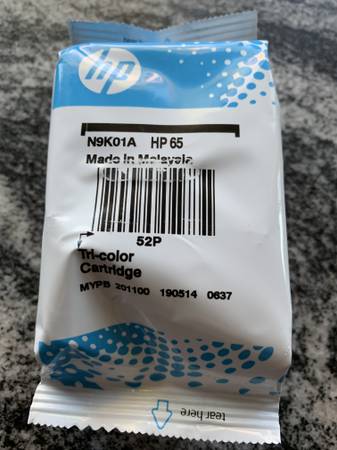 hp
N9K01A HP 65
Made in Malaysia
52P
Tri-color
Cartridge
MYPB 201100 190514 0637
tear here